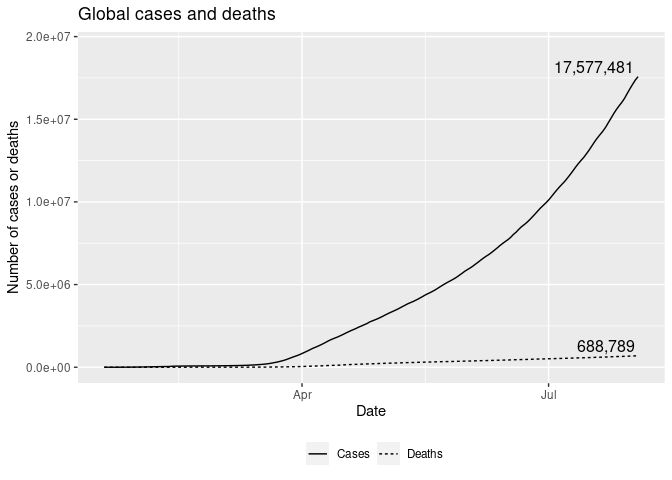 Global cases and deaths
2.0e+07
17,577,481
1.5e+07
1.0e+07
5.0e+06
688,789
0.0e+00
Number of cases or deaths
Apr
Jul
Date
Cases
Deaths